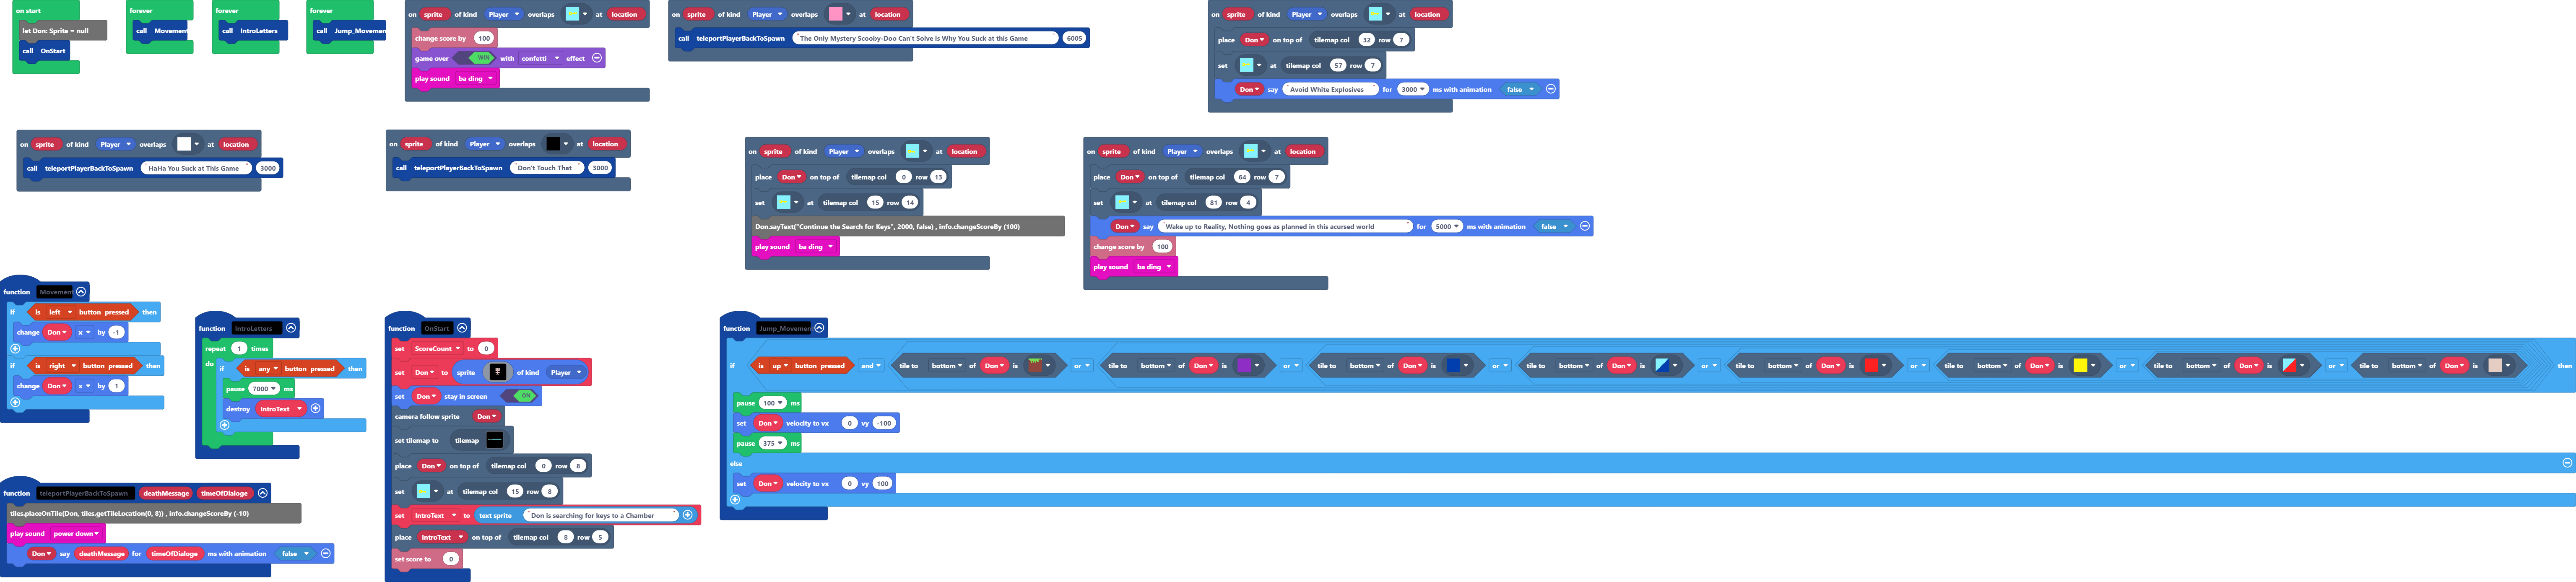 on start
let Don: Sprite = null
call OnStart
forever
call Movement
forever
call IntroLetters
forever
call Jump_Movemen
on sprite of kind Player overlaps at location
change score by 100
game over WIN with confetti effect
play sound ba ding
on sprite of kind Player overlaps at location
call teleportPlayerBackToSpawn "The Only Mystery Scooby-Doo Can't Solve is Why You Suck at this Game" 6005
on sprite of kind Player overlaps at location
place Don on top of tilemap col 32 row 7
set at tilemap col 57 row 7
Don say "Avoid White Explosives" for 3000 ms with animation false
on sprite of kind Player overlaps at location
call teleportPlayerBackToSpawn "HaHa You Suck at This Game" 3000
on sprite of kind Player overlaps at location
call teleportPlayerBackToSpawn "Don't Touch That" 3000
on sprite of kind Player overlaps at location
place Don on top of tilemap col 0 row 13
set at tilemap col 15 row 14
Don.sayText("Continue the Search for Keys", 2000, false) , info.changeScoreBy (100)
play sound ba ding
on sprite of kind Player overlaps at location
place Don on top of tilemap col 64 row 7
set at tilemap col 81 row 4
Don say "Wake up to Reality, Nothing goes as planned in this acursed world" for 5000 ms with animation false
change score by 100
play sound ba ding
function Movement
if is left button pressed then
change Don x by -1
if is right button pressed then
change Don x by 1
function IntroLetters
repeat 1 times
do if is any button pressed then
pause 7000 ms
destroy IntroText
function OnStart
set ScoreCount to 0
set Don to sprite of kind Player
set Don stay in screen ON
camera follow sprite Don
set tilemap to tilemap
place Don on top of tilemap col 0 row 8
set at tilemap col 15 row 8
set IntroText to text sprite "Don is searching for keys to a Chamber"
place IntroText on top of tilemap col 8 row 5
set score to 0
function Jump_Movemen
if is up button pressed and tile to bottom of Don is or tile to bottom of Don is or tile to bottom of Don is or tile to bottom of Don is or tile to bottom of Don is or tile to bottom of Don is or tile to bottom of Don is or tile to bottom of Don is then
pause 100 ms
set Don velocity to vx 0 vy -100
pause 375 ms
else
set Don velocity to vx 0 vy 100
function teleportPlayerBackToSpawn deathMessage timeOfDialoge
tiles.placeOnTile(Don, tiles.getTileLocation(0, 8)) , info.changeScoreBy (-10)
play sound power down
Don say deathMessage for timeOfDialoge ms with animation false